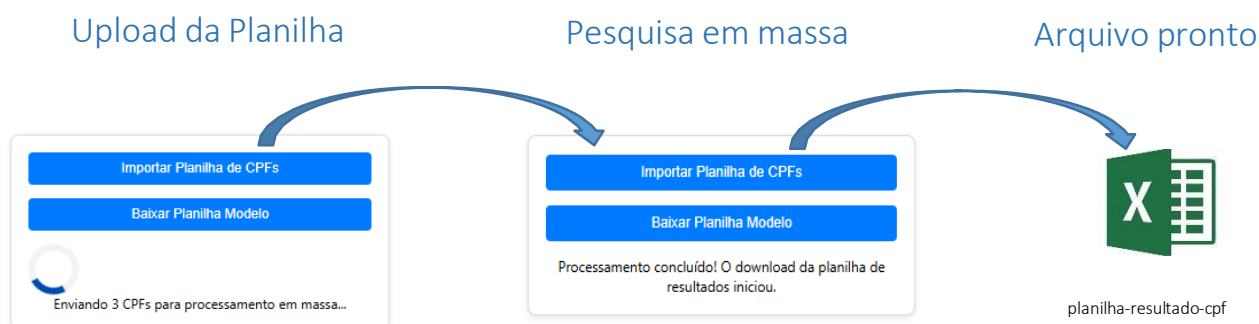 Upload da Planilha
Pesquisa em massa
Arquivo pronto
Importar Planilha de CPFs
Baixar Planilha Modelo
Enviando 3 CPFs para processamento em massa...
Importar Planilha de CPFs
Baixar Planilha Modelo
Processamento concluído! O download da planilha de
resultados iniciou.
X
planilha-resultado-cpf